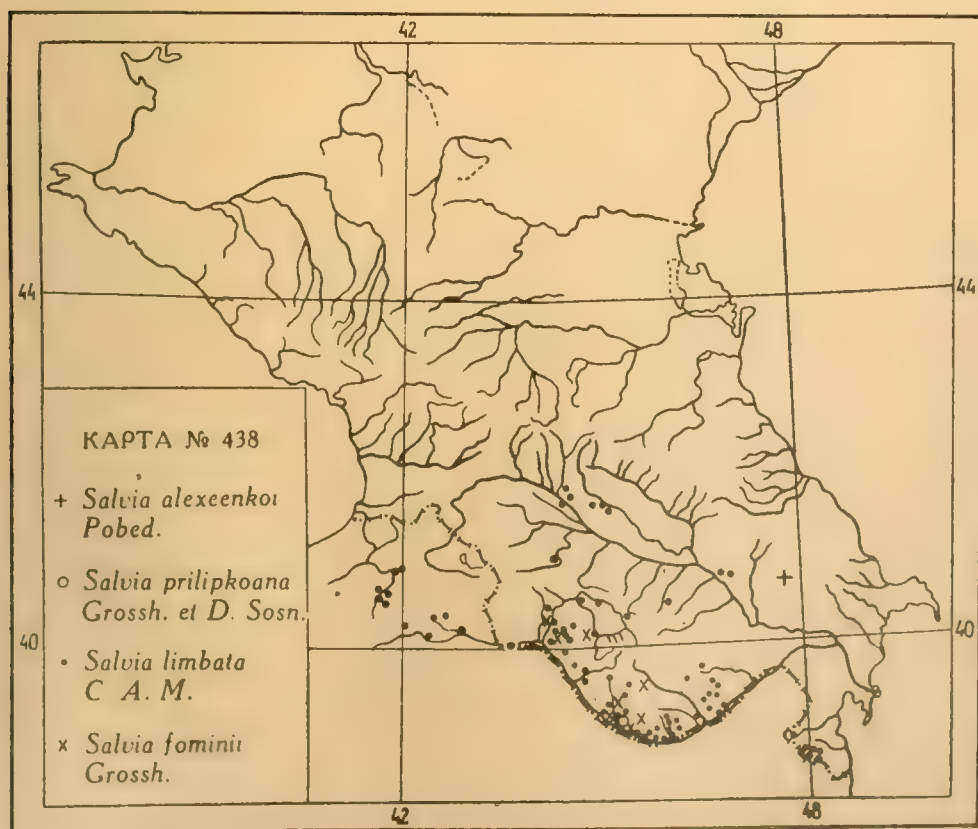 42 48
44 44
КАРТА № 438
+ Salvia alexeenkoi
Pobed.
o Salvia prilipkoana
Grossh. et D. Sosn.
40 40
• Salvia limbata
C A. M.
x Salvia fominii
Grossh.
42 48